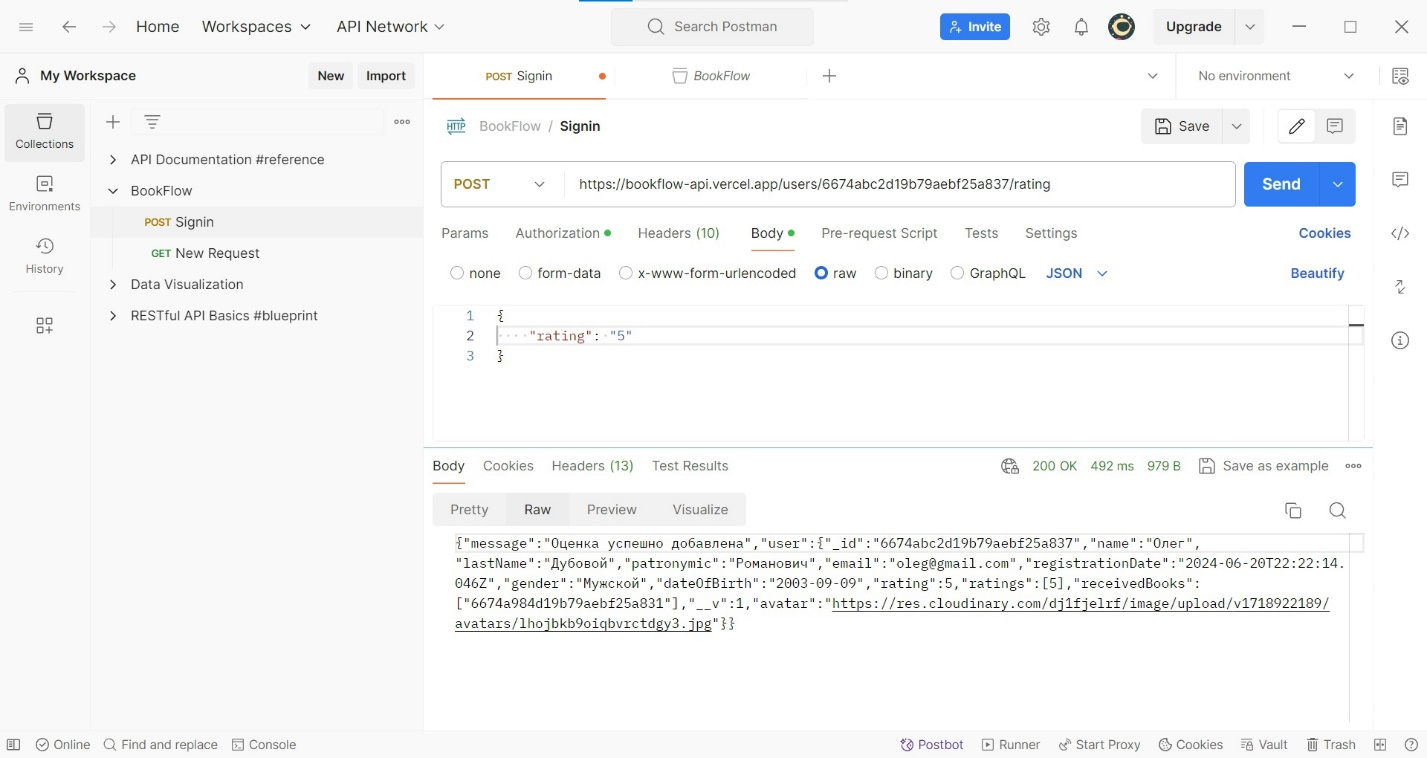 Home Workspaces API Network Search Postman Invite Upgrade
My Workspace New Import POST Signin BookFlow No environment
Collections
Environments
History
API Documentation #reference
BookFlow
POST Signin
GET New Request
Data Visualization
RESTful API Basics #blueprint
HTTP BookFlow / Signin Save
POST https://bookflow-api.vercel.app/users/6674abc2d19b79aebf25a837/rating Send
Params Authorization Headers (10) Body Pre-request Script Tests Settings Cookies
none form-data x-www-form-urlencoded raw binary GraphQL JSON Beautify
1 {
2 "rating": "5"
3 }
Body Cookies Headers (13) Test Results 200 OK 492 ms 979 B Save as example
Pretty Raw Preview Visualize
{"message":"Оценка успешно добавлена","user":{"_id":"6674abc2d19b79aebf25a837","name":"Олег",
"lastName":"Дубовой","patronymic":"Романович","email":"oleg@gmail.com","registrationDate":"2024-06-20T22:22:14.
046Z","gender":"Мужской","dateOfBirth":"2003-09-09","rating":5,"ratings":[5],"receivedBooks":
["6674a984d19b79aebf25a831"],"__v":1,"avatar":"https://res.cloudinary.com/dj1fjelrf/image/upload/v1718922189/
avatars/lhojbkb9oiqbvrctdgy3.jpg"}}
Online Find and replace Console Postbot Runner Start Proxy Cookies Vault Trash